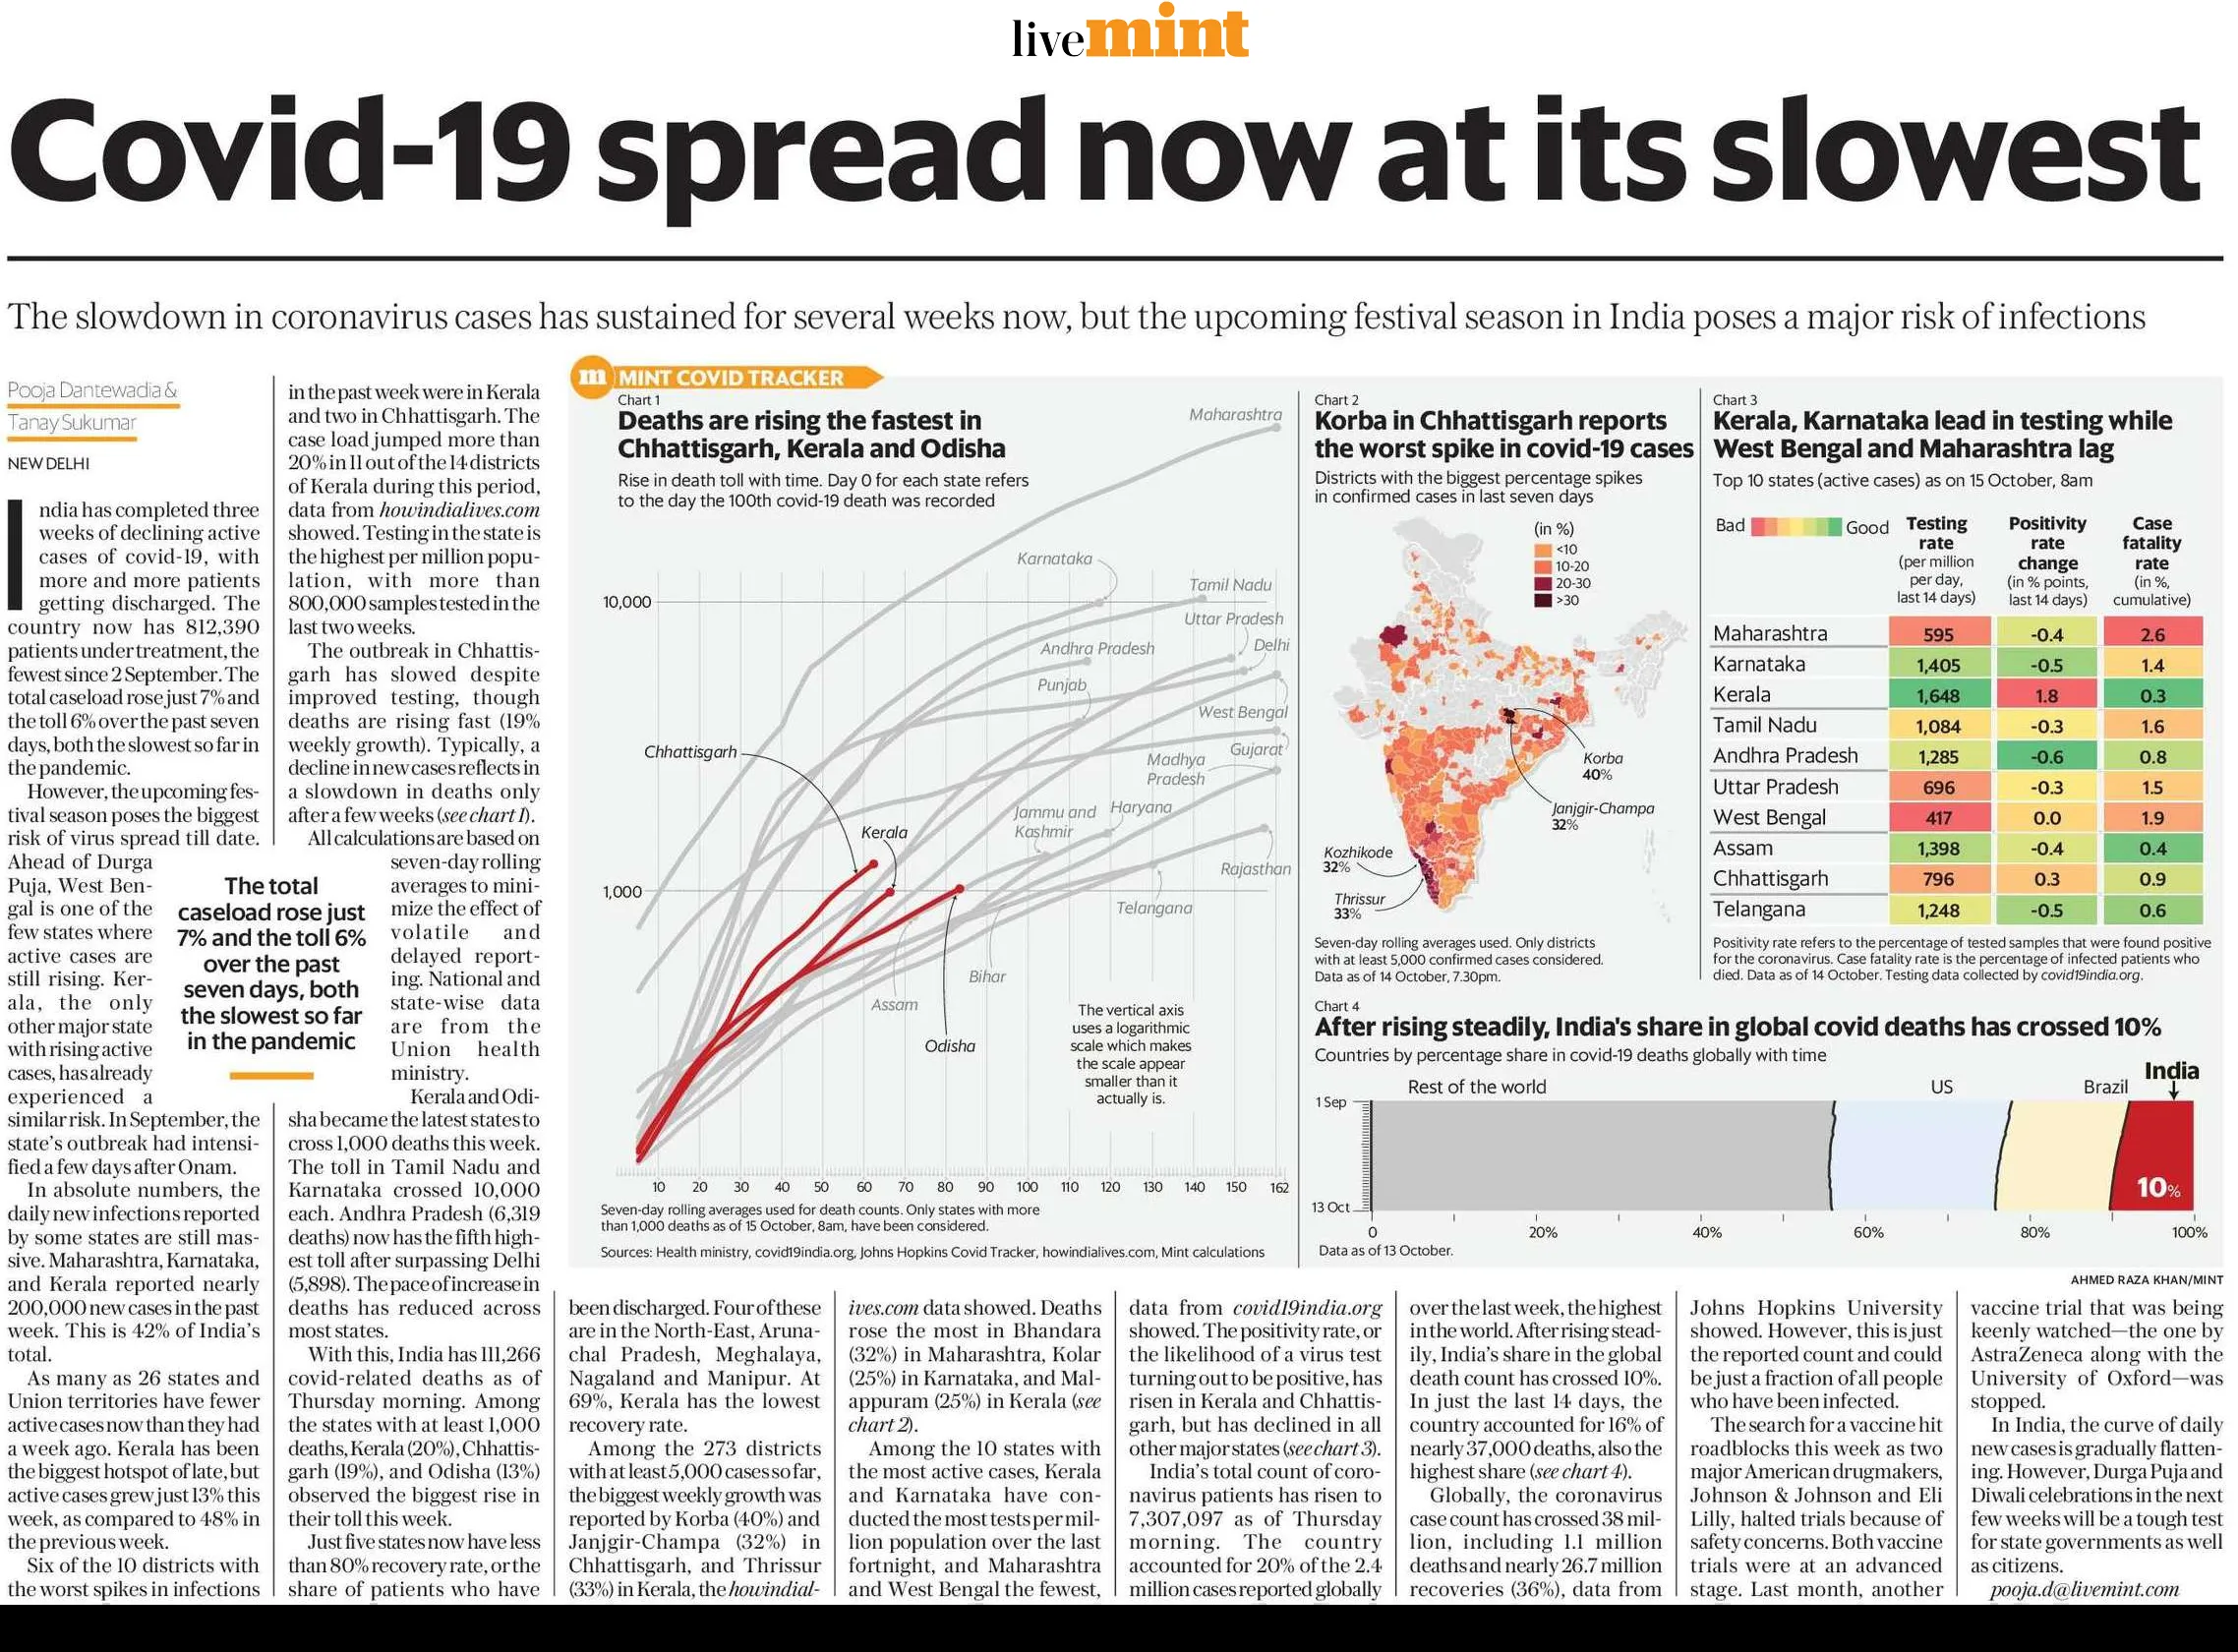 livemint
Covid-19 spread now at its slowest
The slowdown in coronavirus cases has sustained for several weeks now, but the upcoming festival season in India poses a major risk of infections
Pooja Dantewadia &
Tanay Sukumar
NEW DELHI
India has completed three
weeks of declining active
cases of covid-19, with
more and more patients
getting discharged. The
country now has 812,390
patients under treatment, the
fewest since 2 September. The
total caseload rose just 7% and
the toll 6% over the past seven
days, both the slowest so far in
the pandemic.
However, the upcoming fes-
tival season poses the biggest
risk of virus spread till date.
Ahead of Durga
Puja, West Ben-
gal is one of the
few states where
active cases are
still rising. Ker-
ala, the only
other major state
with rising active
cases, has already
experienced a
similar risk. In September, the
state's outbreak had intensi-
fied a few days after Onam.
In absolute numbers, the
daily new infections reported
by some states are still mas-
sive. Maharashtra, Karnataka,
and Kerala reported nearly
200,000 new cases in the past
week. This is 42% of India's
total.
As many as 26 states and
Union territories have fewer
active cases now than they had
a week ago. Kerala has been
the biggest hotspot of late, but
active cases grew just 13% this
week, as compared to 48% in
the previous week.
Six of the 10 districts with
the worst spikes in infections
The total
caseload rose just
7% and the toll 6%
over the past
seven days, both
the slowest so far
in the pandemic
in the past week were in Kerala
and two in Chhattisgarh. The
case load jumped more than
20% in 11 out of the 14 districts
of Kerala during this period,
data from howindialives.com
showed. Testing in the state is
the highest per million popu-
lation, with more than
800,000 samples tested in the
last two weeks.
The outbreak in Chhattis-
garh has slowed despite
improved testing, though
deaths are rising fast (19%
weekly growth). Typically, a
decline in new cases reflects in
a slowdown in deaths only
after a few weeks (see chart 1).
All calculations are based on
seven-day rolling
averages to mini-
mize the effect of
volatile and
delayed report-
ing. National and
state-wise data
are from the
Union health
ministry.
Kerala and Odi-
sha became the latest states to
cross 1,000 deaths this week.
The toll in Tamil Nadu and
Karnataka crossed 10,000
each. Andhra Pradesh (6,319
deaths) now has the fifth high-
est toll after surpassing Delhi
(5,898). The pace of increase in
deaths has reduced across
most states.
With this, India has 111,266
covid-related deaths as of
Thursday morning. Among
the states with at least 1,000
deaths, Kerala (20%), Chhattis-
garh (19%), and Odisha (13%)
observed the biggest rise in
their toll this week.
Just five states now have less
than 80% recovery rate, or the
share of patients who have
m MINT COVID TRACKER
Chart 1
Deaths are rising the fastest in
Chhattisgarh, Kerala and Odisha
Rise in death toll with time. Day 0 for each state refers
to the day the 100th covid-19 death was recorded
Maharashtra
Karnataka
Tamil Nadu
10,000
Uttar Pradesh
Delhi
Andhra Pradesh
Punjab
West Bengal
Chhattisgarh
Gujarat
Madhya
Pradesh
Jammu and
Kashmir
Haryana
Kerala
Rajasthan
1,000
Telangana
Bihar
Assam
Odisha
The vertical axis
uses a logarithmic
scale which makes
the scale appear
smaller than it
actually is.
10 20 30 40 50 60 70 80 90 100 110 120 130 140 150 162
Seven-day rolling averages used for death counts. Only states with more
than 1,000 deaths as of 15 October, 8am, have been considered.
Sources: Health ministry, covid19india.org, Johns Hopkins Covid Tracker, howindialives.com, Mint calculations
Chart 2
Korba in Chhattisgarh reports
the worst spike in covid-19 cases
Districts with the biggest percentage spikes
in confirmed cases in last seven days
(in %)
<10
10-20
20-30
>30
Korba
40%
Janjgir-Champa
32%
Kozhikode
32%
Thrissur
33%
Seven-day rolling averages used. Only districts
with at least 5,000 confirmed cases considered.
Data as of 14 October, 7.30pm.
Chart 3
Kerala, Karnataka lead in testing while
West Bengal and Maharashtra lag
Top 10 states (active cases) as on 15 October, 8am
Bad Good
Testing
rate
(per million
per day,
last 14 days)
Positivity
rate
change
(in % points,
last 14 days)
Case
fatality
rate
(in %,
cumulative)
Maharashtra 595 -0.4 2.6
Karnataka 1,405 -0.5 1.4
Kerala 1,648 1.8 0.3
Tamil Nadu 1,084 -0.3 1.6
Andhra Pradesh 1,285 -0.6 0.8
Uttar Pradesh 696 -0.3 1.5
West Bengal 417 0.0 1.9
Assam 1,398 -0.4 0.4
Chhattisgarh 796 0.3 0.9
Telangana 1,248 -0.5 0.6
Positivity rate refers to the percentage of tested samples that were found positive
for the coronavirus. Case fatality rate is the percentage of infected patients who
died. Data as of 14 October. Testing data collected by covid19india.org.
Chart 4
After rising steadily, India's share in global covid deaths has crossed 10%
Countries by percentage share in covid-19 deaths globally with time
Rest of the world US Brazil India
1 Sep
10%
13 Oct
0 20% 40% 60% 80% 100%
Data as of 13 October.
AHMED RAZA KHAN/MINT
been discharged. Four of these
are in the North-East, Aruna-
chal Pradesh, Meghalaya,
Nagaland and Manipur. At
69%, Kerala has the lowest
recovery rate.
Among the 273 districts
with at least 5,000 cases so far,
the biggest weekly growth was
reported by Korba (40%) and
Janjgir-Champa (32%) in
Chhattisgarh, and Thrissur
(33%) in Kerala, the howindial-
ives.com data showed. Deaths
rose the most in Bhandara
(32%) in Maharashtra, Kolar
(25%) in Karnataka, and Mal-
appuram (25%) in Kerala (see
chart 2).
Among the 10 states with
the most active cases, Kerala
and Karnataka have con-
ducted the most tests per mil-
lion population over the last
fortnight, and Maharashtra
and West Bengal the fewest,
data from covid19india.org
showed. The positivity rate, or
the likelihood of a virus test
turning out to be positive, has
risen in Kerala and Chhattis-
garh, but has declined in all
other major states (see chart 3).
India's total count of coro-
navirus patients has risen to
7,307,097 as of Thursday
morning. The country
accounted for 20% of the 2.4
million cases reported globally
over the last week, the highest
in the world. After rising stead-
ily, India's share in the global
death count has crossed 10%.
In just the last 14 days, the
country accounted for 16% of
nearly 37,000 deaths, also the
highest share (see chart 4).
Globally, the coronavirus
case count has crossed 38 mil-
lion, including 1.1 million
deaths and nearly 26.7 million
recoveries (36%), data from
Johns Hopkins University
showed. However, this is just
the reported count and could
be just a fraction of all people
who have been infected.
The search for a vaccine hit
roadblocks this week as two
major American drugmakers,
Johnson & Johnson and Eli
Lilly, halted trials because of
safety concerns. Both vaccine
trials were at an advanced
stage. Last month, another
vaccine trial that was being
keenly watched—the one by
AstraZeneca along with the
University of Oxford—was
stopped.
In India, the curve of daily
new cases is gradually flatten-
ing. However, Durga Puja and
Diwali celebrations in the next
few weeks will be a tough test
for state governments as well
as citizens.
pooja.d@livemint.com